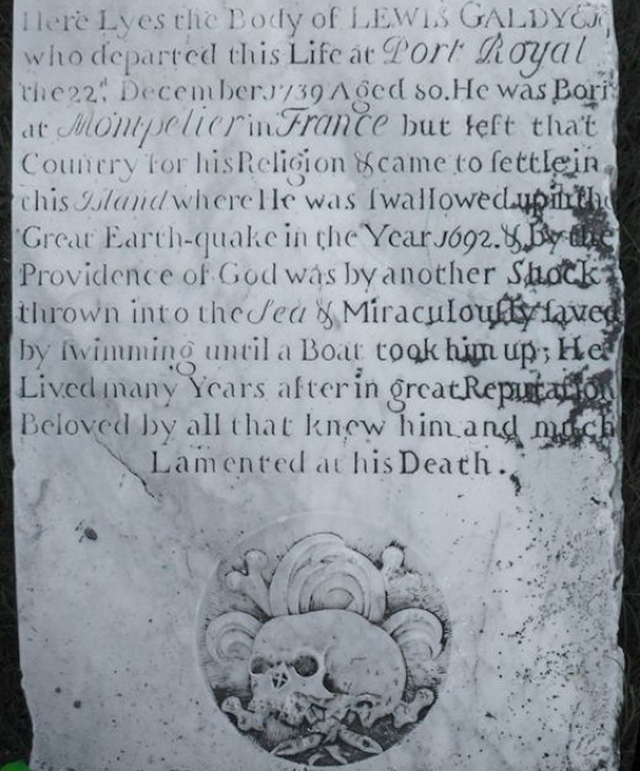 Here Lyes the Body of LEWIS GALDY Esq
who departed this Life at Port Royal
the 22.d December 1739 Aged 80. He was Born
at Montpelier in France but left that
Country for his Religion & came to settle in
this Island where He was swallowed up in the
Great Earth-quake in the Year 1692. & By the
Providence of God was by another Shock
thrown into the Sea & Miraculously saved
by swimming until a Boat took him up; He
Lived many Years after in great Reputation
Beloved by all that knew him and much
Lamented at his Death.